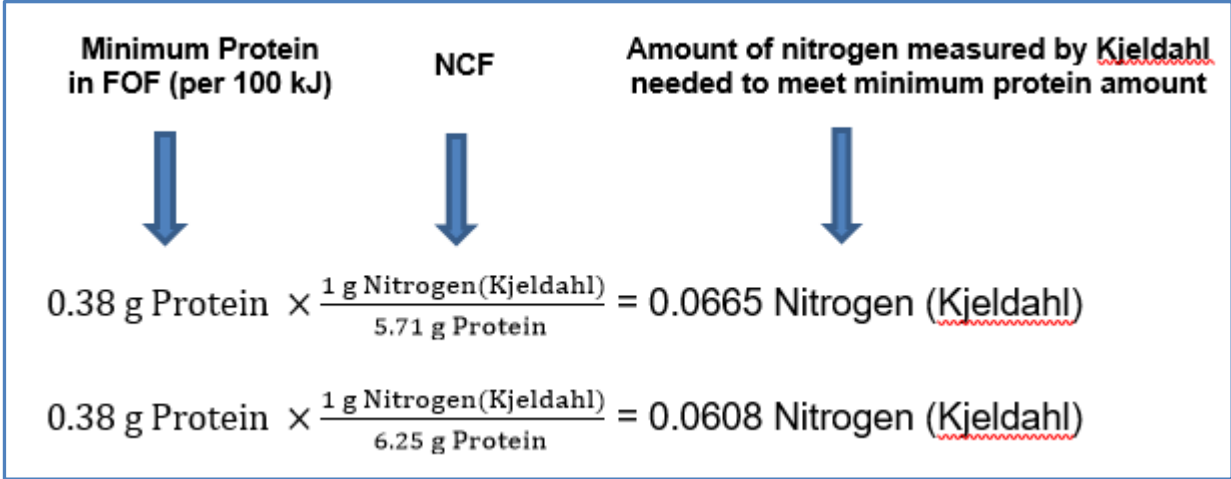 Minimum Protein
in FOF (per 100 kJ)
NCF
Amount of nitrogen measured by Kjeldahl
needed to meet minimum protein amount
0.38 g Protein × 1 g Nitrogen(Kjeldahl) / 5.71 g Protein = 0.0665 Nitrogen (Kjeldahl)
0.38 g Protein × 1 g Nitrogen(Kjeldahl) / 6.25 g Protein = 0.0608 Nitrogen (Kjeldahl)